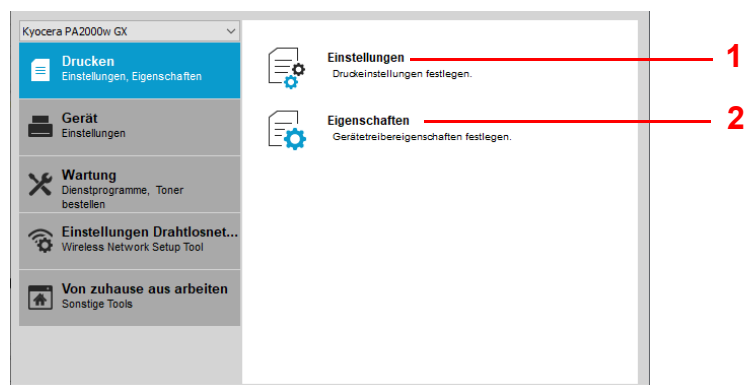 Kyocera PA2000w GX
Drucken
Einstellungen, Eigenschaften
Gerät
Einstellungen
Wartung
Dienstprogramme, Toner
bestellen
Einstellungen Drahtlosnet...
Wireless Network Setup Tool
Von zuhause aus arbeiten
Sonstige Tools
Einstellungen
Druckeinstellungen festlegen.
1
Eigenschaften
Gerätetreibereigenschaften festlegen.
2